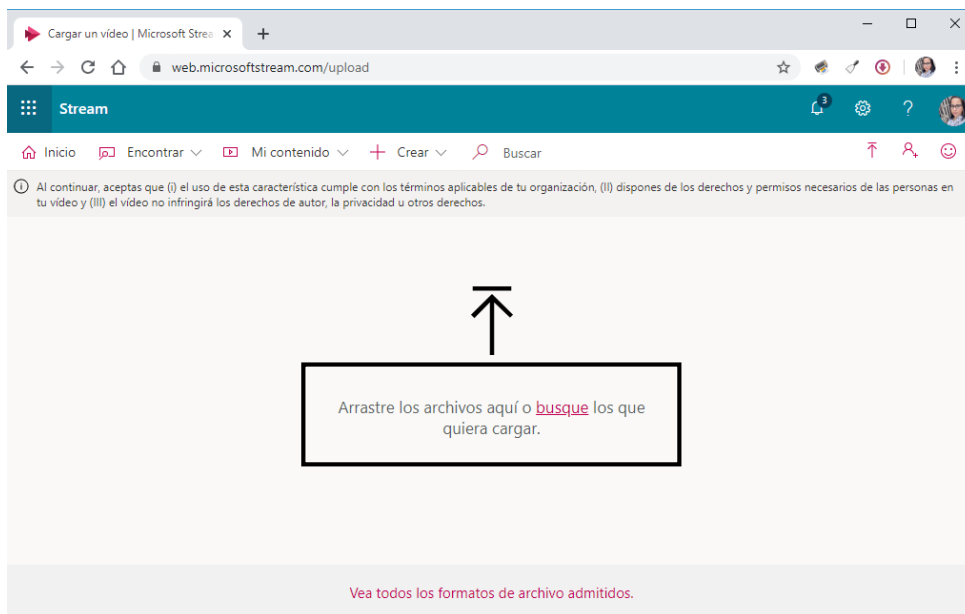 Cargar un vídeo | Microsoft Strea
web.microsoftstream.com/upload
Stream
3
Inicio Encontrar Mi contenido Crear Buscar
Al continuar, aceptas que (i) el uso de esta característica cumple con los términos aplicables de tu organización, (II) dispones de los derechos y permisos necesarios de las personas en
tu vídeo y (III) el vídeo no infringirá los derechos de autor, la privacidad u otros derechos.
Arrastre los archivos aquí o busque los que
quiera cargar.
Vea todos los formatos de archivo admitidos.